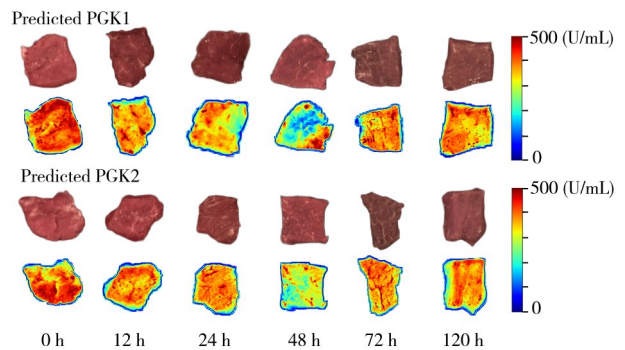 Predicted PGK1
500 (U/mL)
0
Predicted PGK2
500 (U/mL)
0
0 h 12 h 24 h 48 h 72 h 120 h